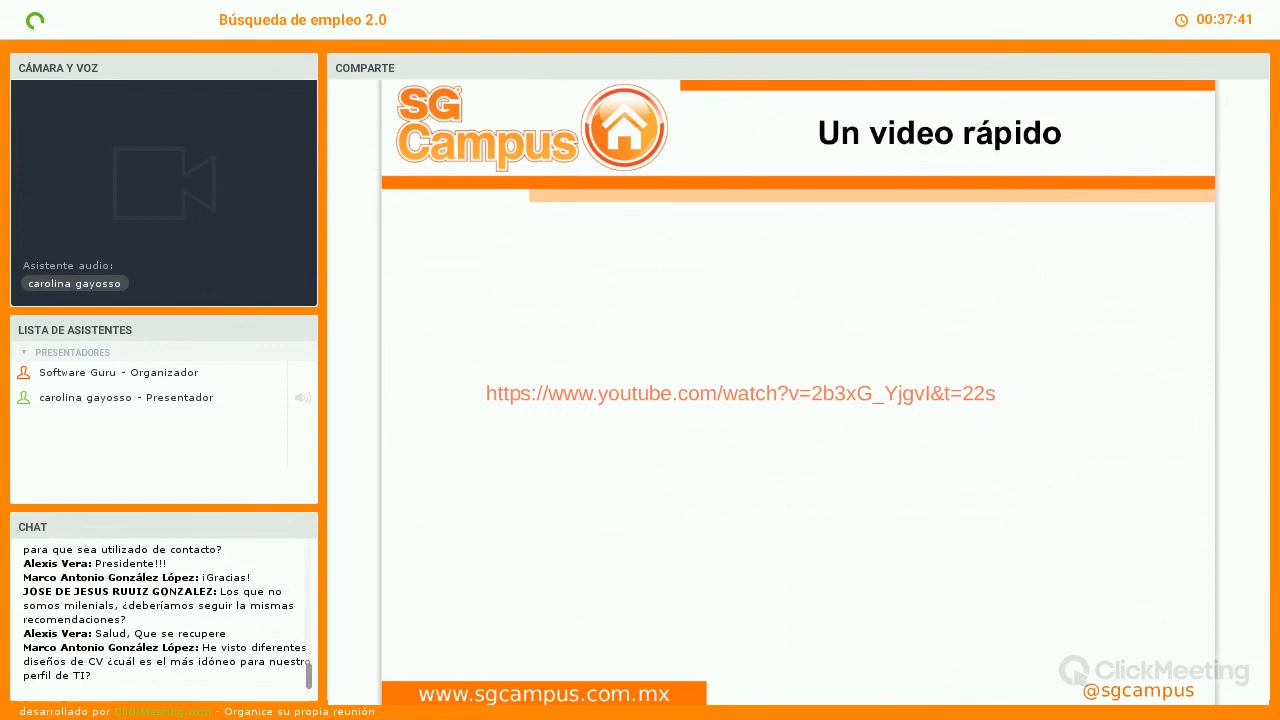 Búsqueda de empleo 2.0
00:37:41
CÁMARA Y VOZ
Asistente audio:
carolina gayosso
LISTA DE ASISTENTES
PRESENTADORES
Software Guru - Organizador
carolina gayosso - Presentador
CHAT
para que sea utilizado de contacto?
Alexis Vera: Presidente!!!
Marco Antonio González López: ¡Gracias!
JOSE DE JESUS RUUIZ GONZALEZ: Los que no
somos milenials, ¿deberíamos seguir la mismas
recomendaciones?
Alexis Vera: Salud, Que se recupere
Marco Antonio González López: He visto diferentes
diseños de CV ¿cuál es el más idóneo para nuestro
perfil de TI?
COMPARTE
SG
Campus
Un video rápido
https://www.youtube.com/watch?v=2b3xG_YjgvI&t=22s
www.sgcampus.com.mx
ClickMeeting
@sgcampus
desarrollado por ClickMeeting.com - Organice su propia reunión